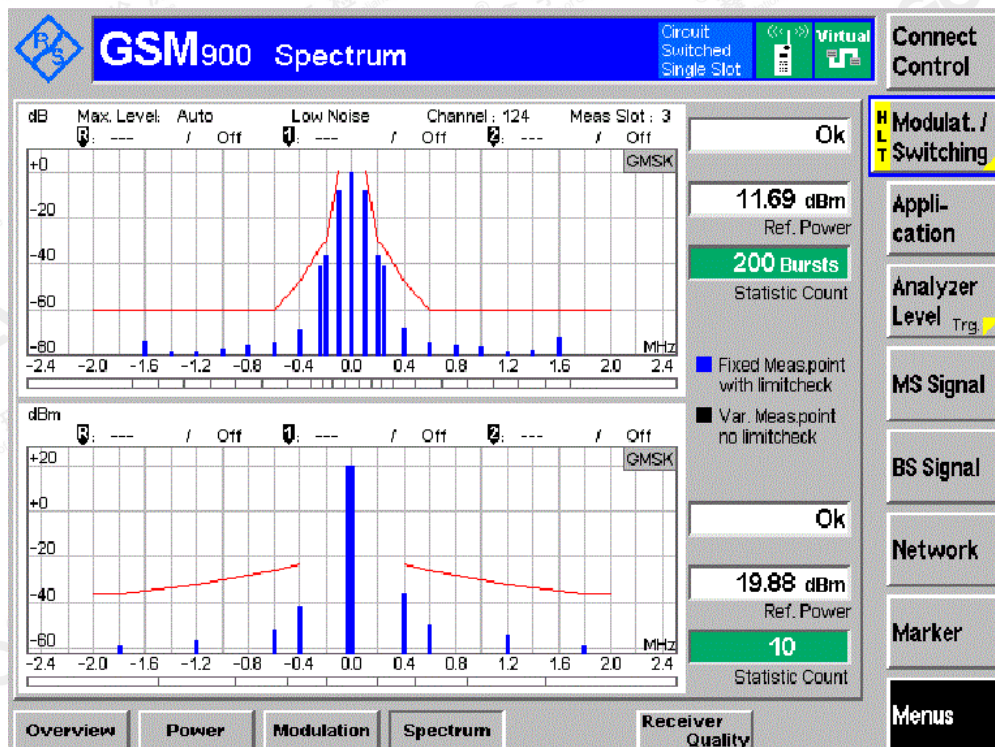 R/S
GSM900 Spectrum
Circuit Switched Single Slot
Virtual
Connect Control
dB Max. Level: Auto Low Noise Channel : 124 Meas Slot : 3
R: --- / Off 1: --- / Off 2: --- / Off
GMSK
+0
-20
-40
-60
-80
MHz
-2.4 -2.0 -1.6 -1.2 -0.8 -0.4 0.0 0.4 0.8 1.2 1.6 2.0 2.4
Ok
11.69 dBm
Ref. Power
200 Bursts
Statistic Count
Fixed Meas.point with limitcheck
Var. Meas.point no limitcheck
dBm
R: --- / Off 1: --- / Off 2: --- / Off
GMSK
+20
+0
-20
-40
-60
MHz
-2.4 -2.0 -1.6 -1.2 -0.8 -0.4 0.0 0.4 0.8 1.2 1.6 2.0 2.4
Ok
19.88 dBm
Ref. Power
10
Statistic Count
HLT
Modulat. / Switching
Appli- cation
Analyzer Level Trg.
MS Signal
BS Signal
Network
Marker
Menus
Overview
Power
Modulation
Spectrum
Receiver Quality